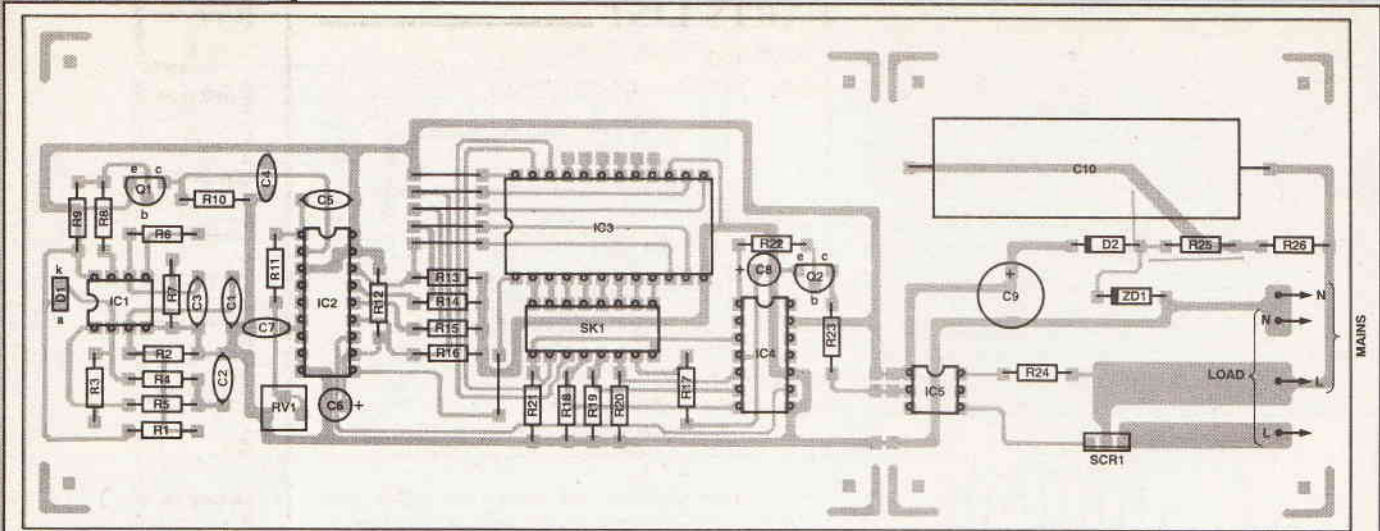 C4
e
c
Q1
b
R9
R8
R10
C5
R6
R11
k
D1
a
IC1
R7
C3
C1
C7
IC2
R12
R2
R3
R4
R5
R1
C2
RV1
C6
+
R13
R14
R15
R16
IC3
SK1
R21
R18
R19
R20
R17
R22
+
C8
e
c
Q2
b
R23
IC4
C10
D2
R25
R26
+
C9
ZD1
N
N
IC5
R24
LOAD
L
L
MAINS
SCR1